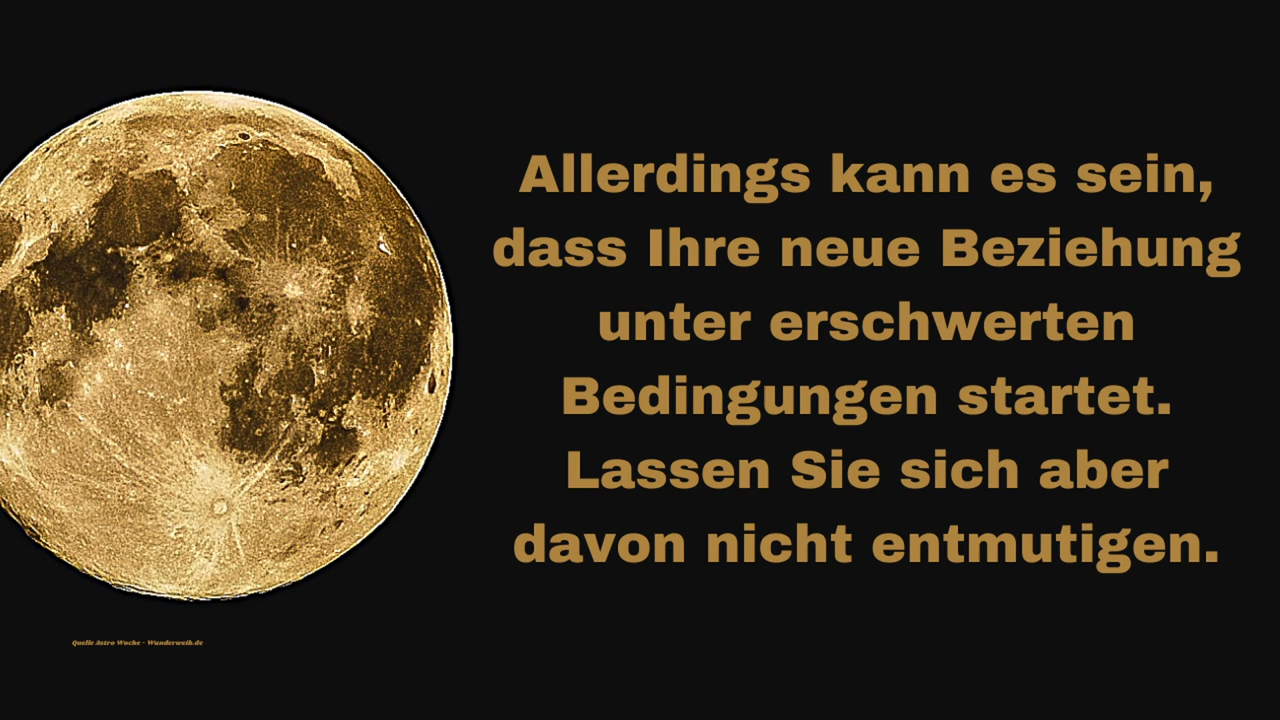 Allerdings kann es sein,
dass Ihre neue Beziehung
unter erschwerten
Bedingungen startet.
Lassen Sie sich aber
davon nicht entmutigen.
Quelle Astro Woche - Wunderweib.de